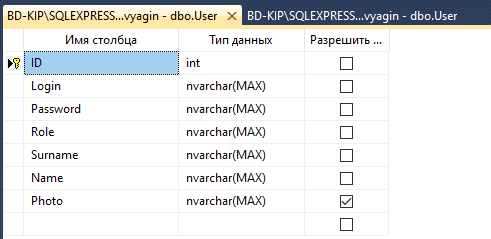 BD-KIP\SQLEXPRESS...vyagin - dbo.User BD-KIP\SQLEXPRESS...vyagin - dbo.User
Имя столбца Тип данных Разрешить ...
ID int
Login nvarchar(MAX)
Password nvarchar(MAX)
Role nvarchar(MAX)
Surname nvarchar(MAX)
Name nvarchar(MAX)
Photo nvarchar(MAX)